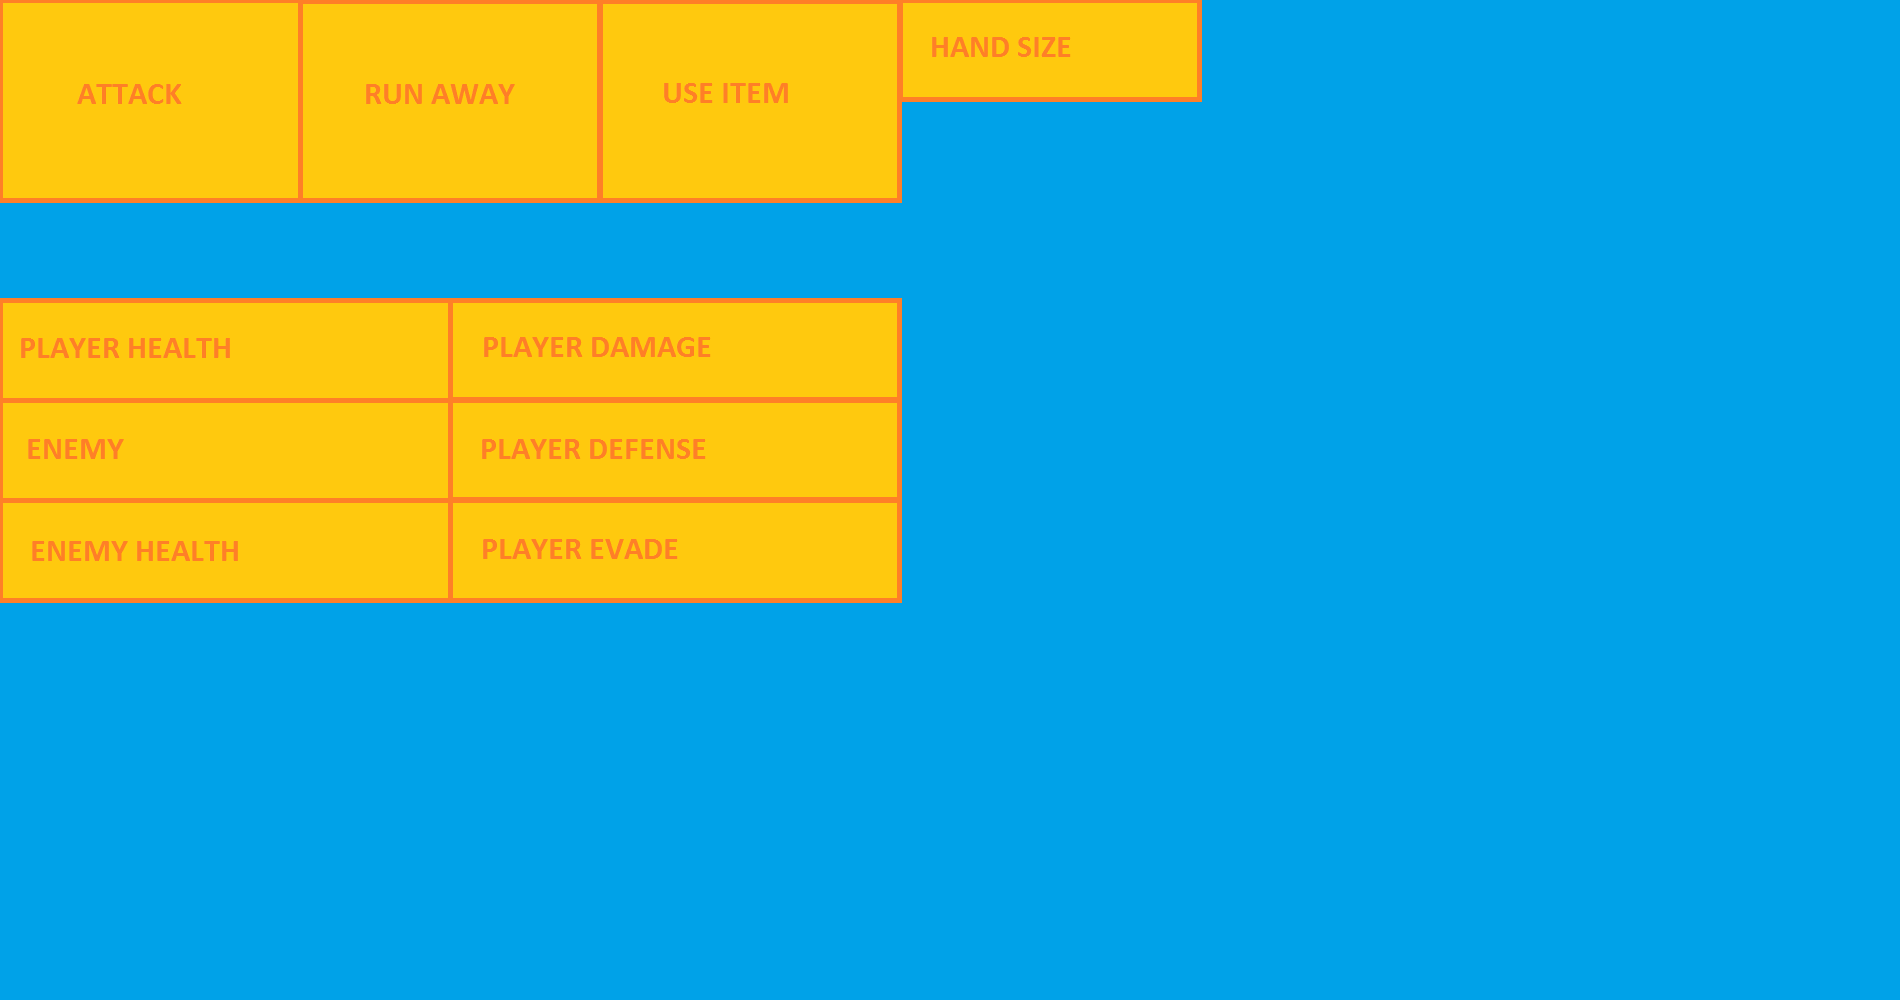 ATTACK
RUN AWAY
USE ITEM
HAND SIZE
PLAYER HEALTH
PLAYER DAMAGE
ENEMY
PLAYER DEFENSE
ENEMY HEALTH
PLAYER EVADE